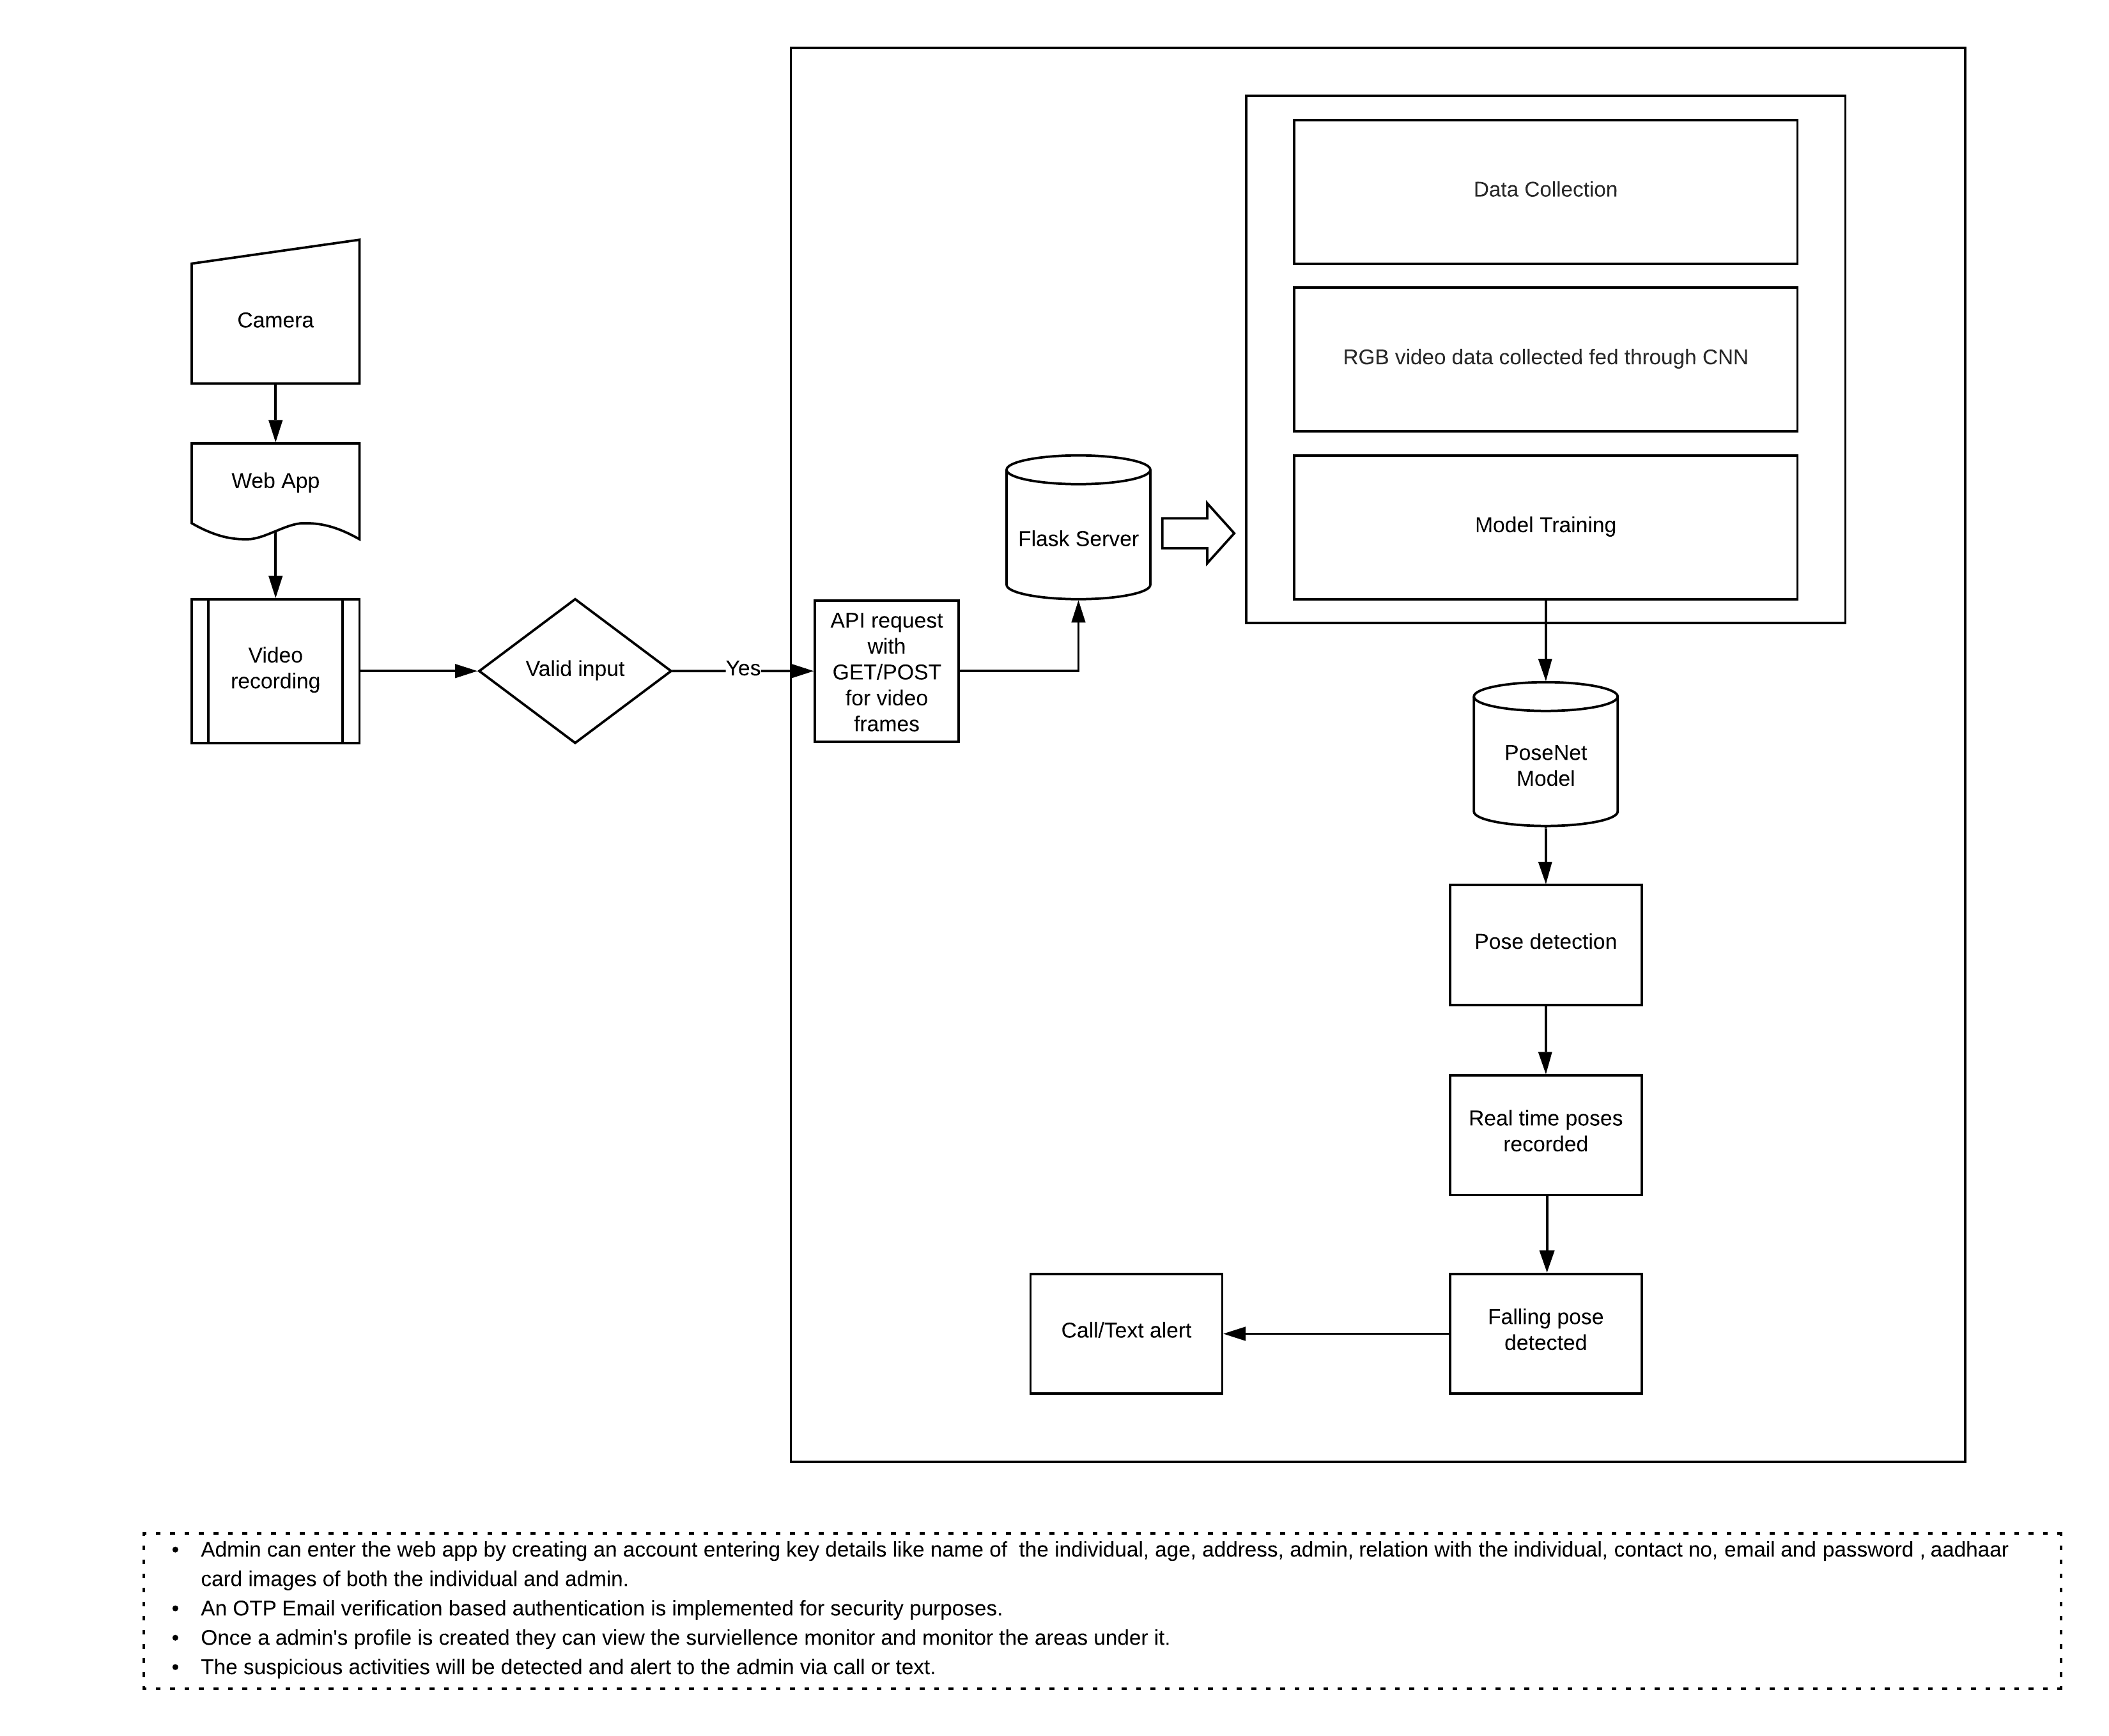 Camera
Web App
Video
recording
Valid input
Yes
API request
with
GET/POST
for video
frames
Flask Server
Data Collection
RGB video data collected fed through CNN
Model Training
PoseNet
Model
Pose detection
Real time poses
recorded
Falling pose
detected
Call/Text alert
• Admin can enter the web app by creating an account entering key details like name of  the individual, age, address, admin, relation with the individual, contact no, email and password , aadhaar
card images of both the individual and admin.
• An OTP Email verification based authentication is implemented for security purposes.
• Once a admin's profile is created they can view the surviellence monitor and monitor the areas under it.
• The suspicious activities will be detected and alert to the admin via call or text.